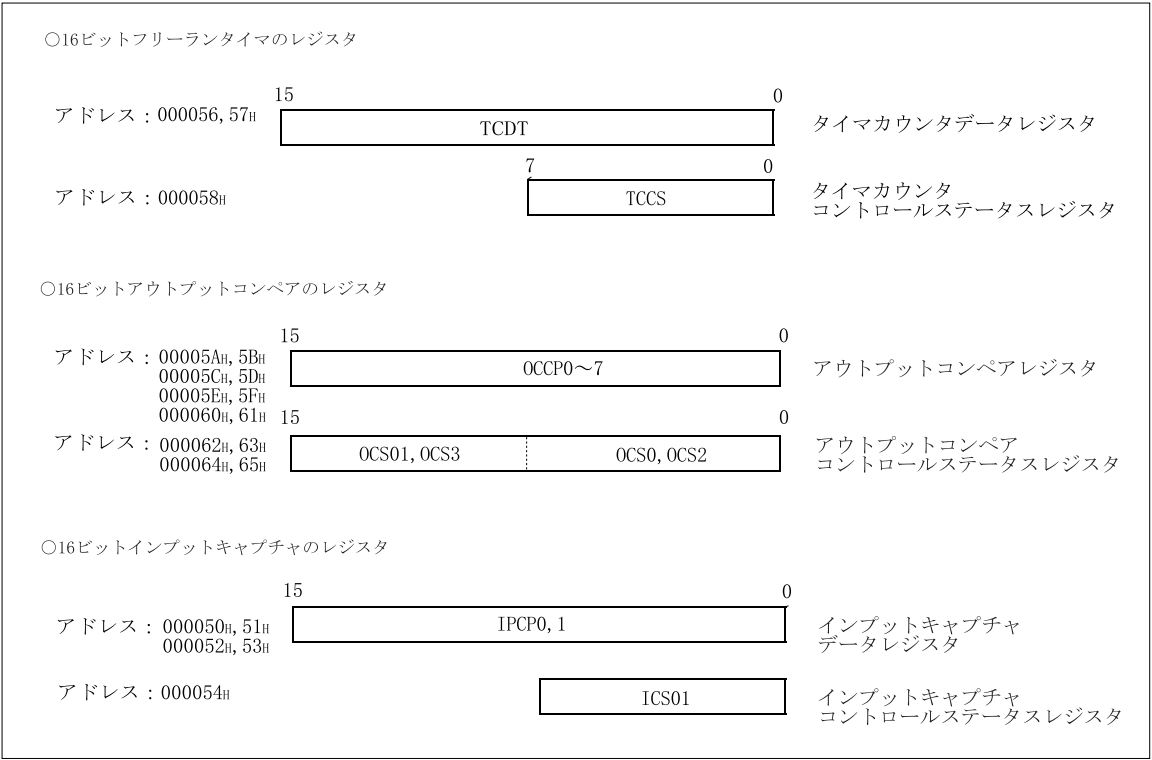 ○16ビットフリーランタイマのレジスタ
15 0
アドレス：000056,57H TCDT タイマカウンタデータレジスタ
7 0
アドレス：000058H TCCS タイマカウンタ
コントロールステータスレジスタ
○16ビットアウトプットコンペアのレジスタ
15 0
アドレス：00005AH,5BH OCCP0～7 アウトプットコンペアレジスタ
00005CH,5DH
00005EH,5FH
000060H,61H
15 0
アドレス：000062H,63H OCS01,OCS3 OCS0,OCS2 アウトプットコンペア
000064H,65H コントロールステータスレジスタ
○16ビットインプットキャプチャのレジスタ
15 0
アドレス：000050H,51H IPCP0,1 インプットキャプチャ
000052H,53H データレジスタ
アドレス：000054H ICS01 インプットキャプチャ
コントロールステータスレジスタ